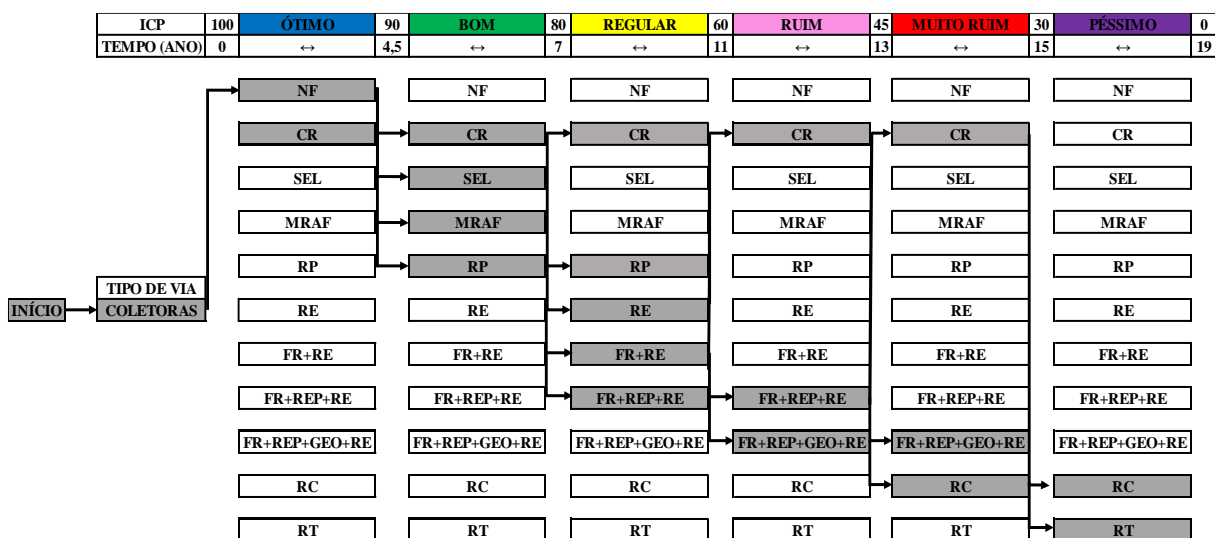 ICP 100 ÓTIMO 90 BOM 80 REGULAR 60 RUIM 45 MUITO RUIM 30 PÉSSIMO 0
TEMPO (ANO) 0 ↔ 4,5 ↔ 7 ↔ 11 ↔ 13 ↔ 15 ↔ 19
NF NF NF NF NF NF
CR CR CR CR CR CR
SEL SEL SEL SEL SEL SEL
MRAF MRAF MRAF MRAF MRAF MRAF
RP RP RP RP RP RP
TIPO DE VIA
INÍCIO COLETORAS RE RE RE RE RE RE
FR+RE FR+RE FR+RE FR+RE FR+RE FR+RE
FR+REP+RE FR+REP+RE FR+REP+RE FR+REP+RE FR+REP+RE FR+REP+RE
FR+REP+GEO+RE FR+REP+GEO+RE FR+REP+GEO+RE FR+REP+GEO+RE FR+REP+GEO+RE FR+REP+GEO+RE
RC RC RC RC RC RC
RT RT RT RT RT RT